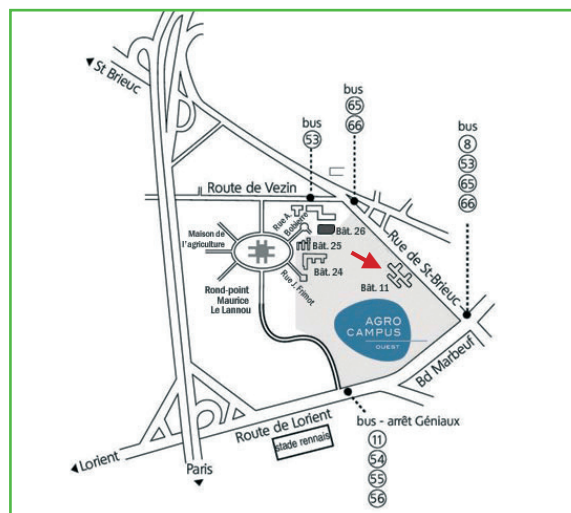 St Brieuc
bus
53
bus
65
66
bus
8
53
65
66
Route de Vezin
Rue A.
Bobierre
Bât. 26
Maison de
l'agriculture
Bât. 25
Bât. 24
Rue J. Frimot
Rue de St-Brieuc
Bât. 11
Rond-point
Maurice
Le Lannou
AGRO
CAMPUS
OUEST
Bd Marbeuf
Route de Lorient
stade rennais
bus - arrêt Géniaux
11
54
55
56
Lorient
Paris